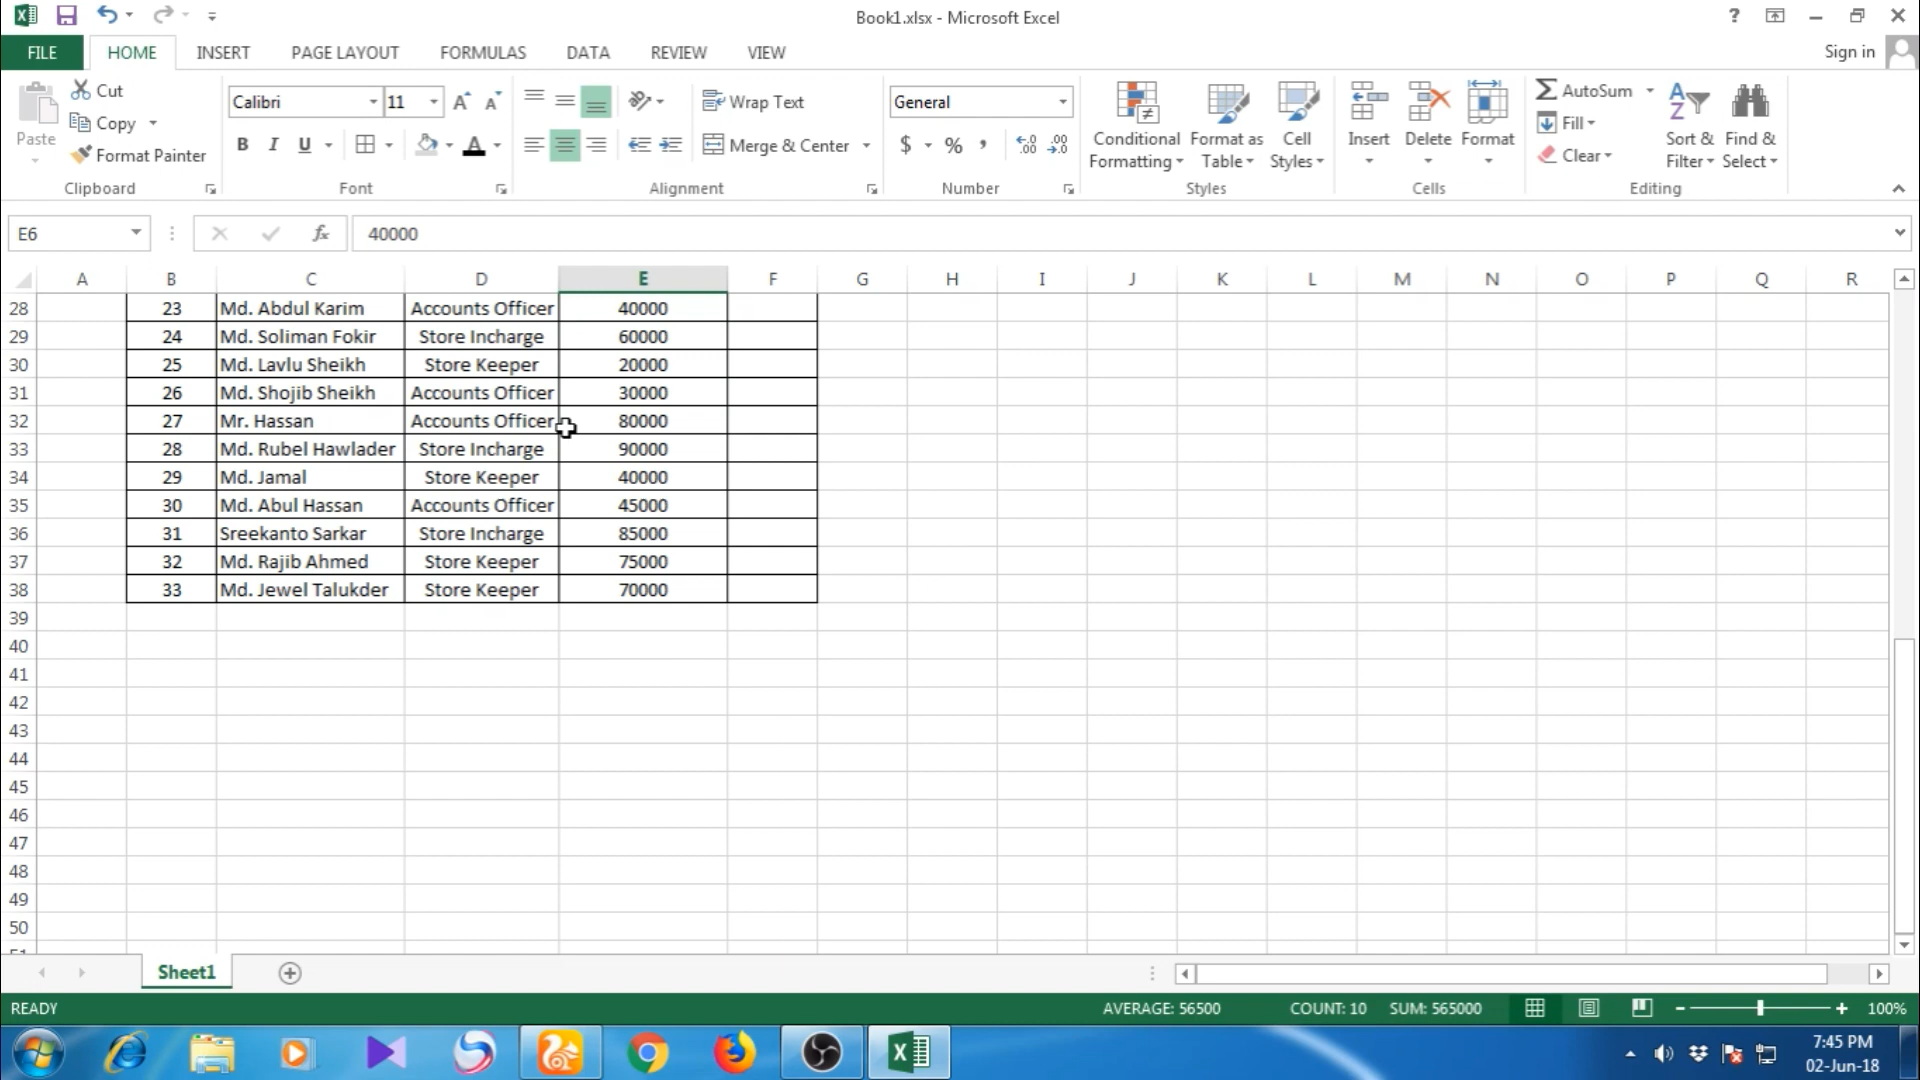 Book1.xlsx - Microsoft Excel
?
FILE HOME INSERT PAGE LAYOUT FORMULAS DATA REVIEW VIEW Sign in
Paste
Cut
Copy
Format Painter
Clipboard
Calibri 11
B I U
Font
Wrap Text
Merge & Center
Alignment
General
$ % ,
Number
Conditional Formatting
Format as Table
Cell Styles
Styles
Insert
Delete
Format
Cells
AutoSum
Fill
Clear
Sort & Filter
Find & Select
Editing
E6 fx 40000
A B C D E F G H I J K L M N O P Q R
28 23 Md. Abdul Karim Accounts Officer 40000
29 24 Md. Soliman Fokir Store Incharge 60000
30 25 Md. Lavlu Sheikh Store Keeper 20000
31 26 Md. Shojib Sheikh Accounts Officer 30000
32 27 Mr. Hassan Accounts Officer 80000
33 28 Md. Rubel Hawlader Store Incharge 90000
34 29 Md. Jamal Store Keeper 40000
35 30 Md. Abul Hassan Accounts Officer 45000
36 31 Sreekanto Sarkar Store Incharge 85000
37 32 Md. Rajib Ahmed Store Keeper 75000
38 33 Md. Jewel Talukder Store Keeper 70000
39
40
41
42
43
44
45
46
47
48
49
50
Sheet1
READY AVERAGE: 56500 COUNT: 10 SUM: 565000 100%
7:45 PM
02-Jun-18